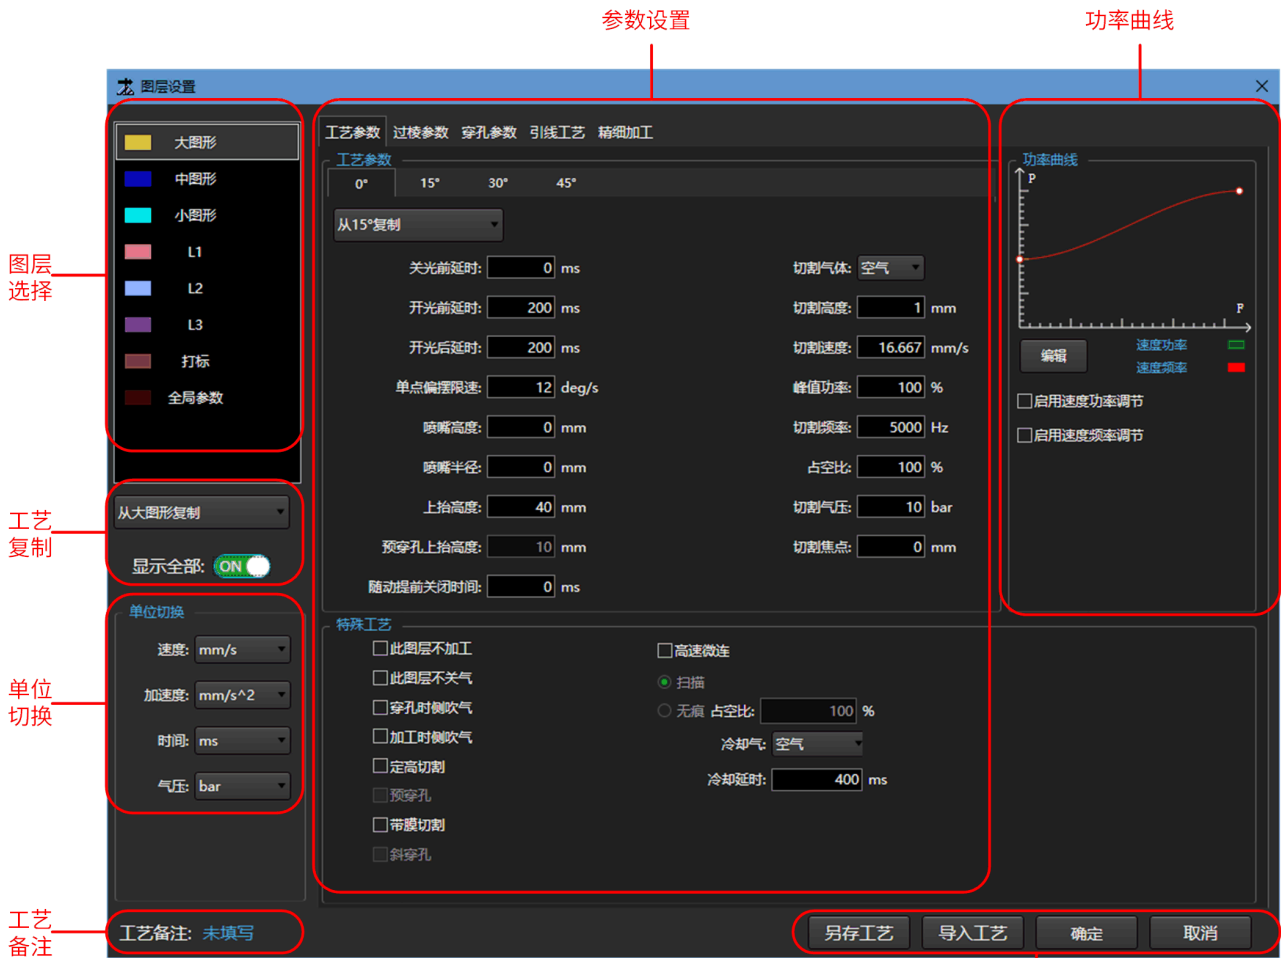 参数设置
功率曲线
图层设置
图层
选择
大图形
中图形
小图形
L1
L2
L3
打标
全局参数
工艺
复制
从大图形复制
显示全部: ON
单位
切换
单位切换
速度: mm/s
加速度: mm/s^2
时间: ms
气压: bar
工艺
备注
工艺备注: 未填写
工艺参数 过棱参数 穿孔参数 引线工艺 精细加工
工艺参数
0° 15° 30° 45°
从15°复制
关光前延时: 0 ms
开光前延时: 200 ms
开光后延时: 200 ms
单点偏摆限速: 12 deg/s
喷嘴高度: 0 mm
喷嘴半径: 0 mm
上抬高度: 40 mm
预穿孔上抬高度: 10 mm
随动提前关闭时间: 0 ms
切割气体: 空气
切割高度: 1 mm
切割速度: 16.667 mm/s
峰值功率: 100 %
切割频率: 5000 Hz
占空比: 100 %
切割气压: 10 bar
切割焦点: 0 mm
特殊工艺
此图层不加工
此图层不关气
穿孔时侧吹气
加工时侧吹气
定高切割
预穿孔
带膜切割
斜穿孔
高速微连
扫描
无痕 占空比: 100 %
冷却气: 空气
冷却延时: 400 ms
功率曲线
P
F
编辑
速度功率
速度频率
启用速度功率调节
启用速度频率调节
另存工艺 导入工艺 确定 取消